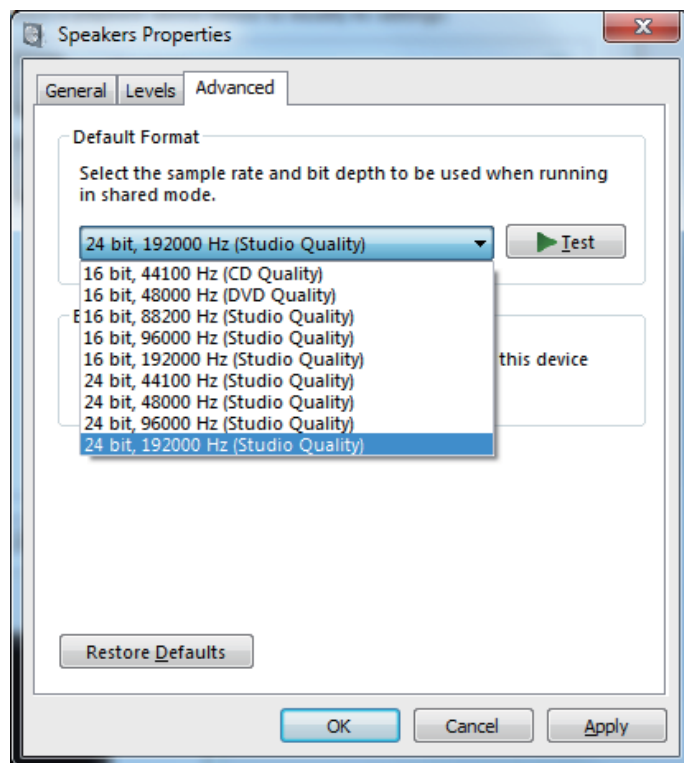 Speakers Properties
General Levels Advanced
Default Format
Select the sample rate and bit depth to be used when running
in shared mode.
24 bit, 192000 Hz (Studio Quality)
Test
16 bit, 44100 Hz (CD Quality)
16 bit, 48000 Hz (DVD Quality)
E
16 bit, 88200 Hz (Studio Quality)
16 bit, 96000 Hz (Studio Quality)
16 bit, 192000 Hz (Studio Quality)
this device
24 bit, 44100 Hz (Studio Quality)
24 bit, 48000 Hz (Studio Quality)
24 bit, 96000 Hz (Studio Quality)
24 bit, 192000 Hz (Studio Quality)
Restore Defaults
OK Cancel Apply